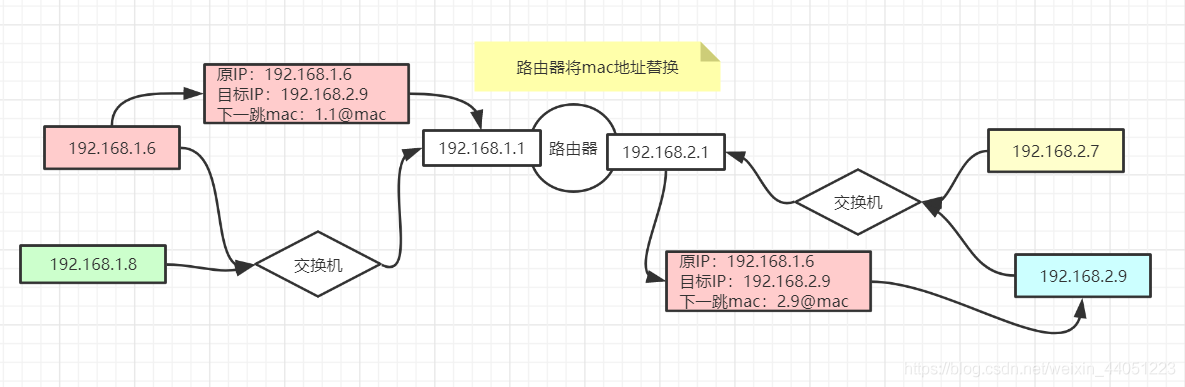 路由器将mac地址替换
原IP：192.168.1.6
目标IP：192.168.2.9
下一跳mac：1.1@mac
192.168.1.6
192.168.1.1
路由器
192.168.2.1
192.168.2.7
192.168.1.8
交换机
交换机
原IP：192.168.1.6
目标IP：192.168.2.9
下一跳mac：2.9@mac
192.168.2.9
https://blog.csdn.net/weixin_44051223